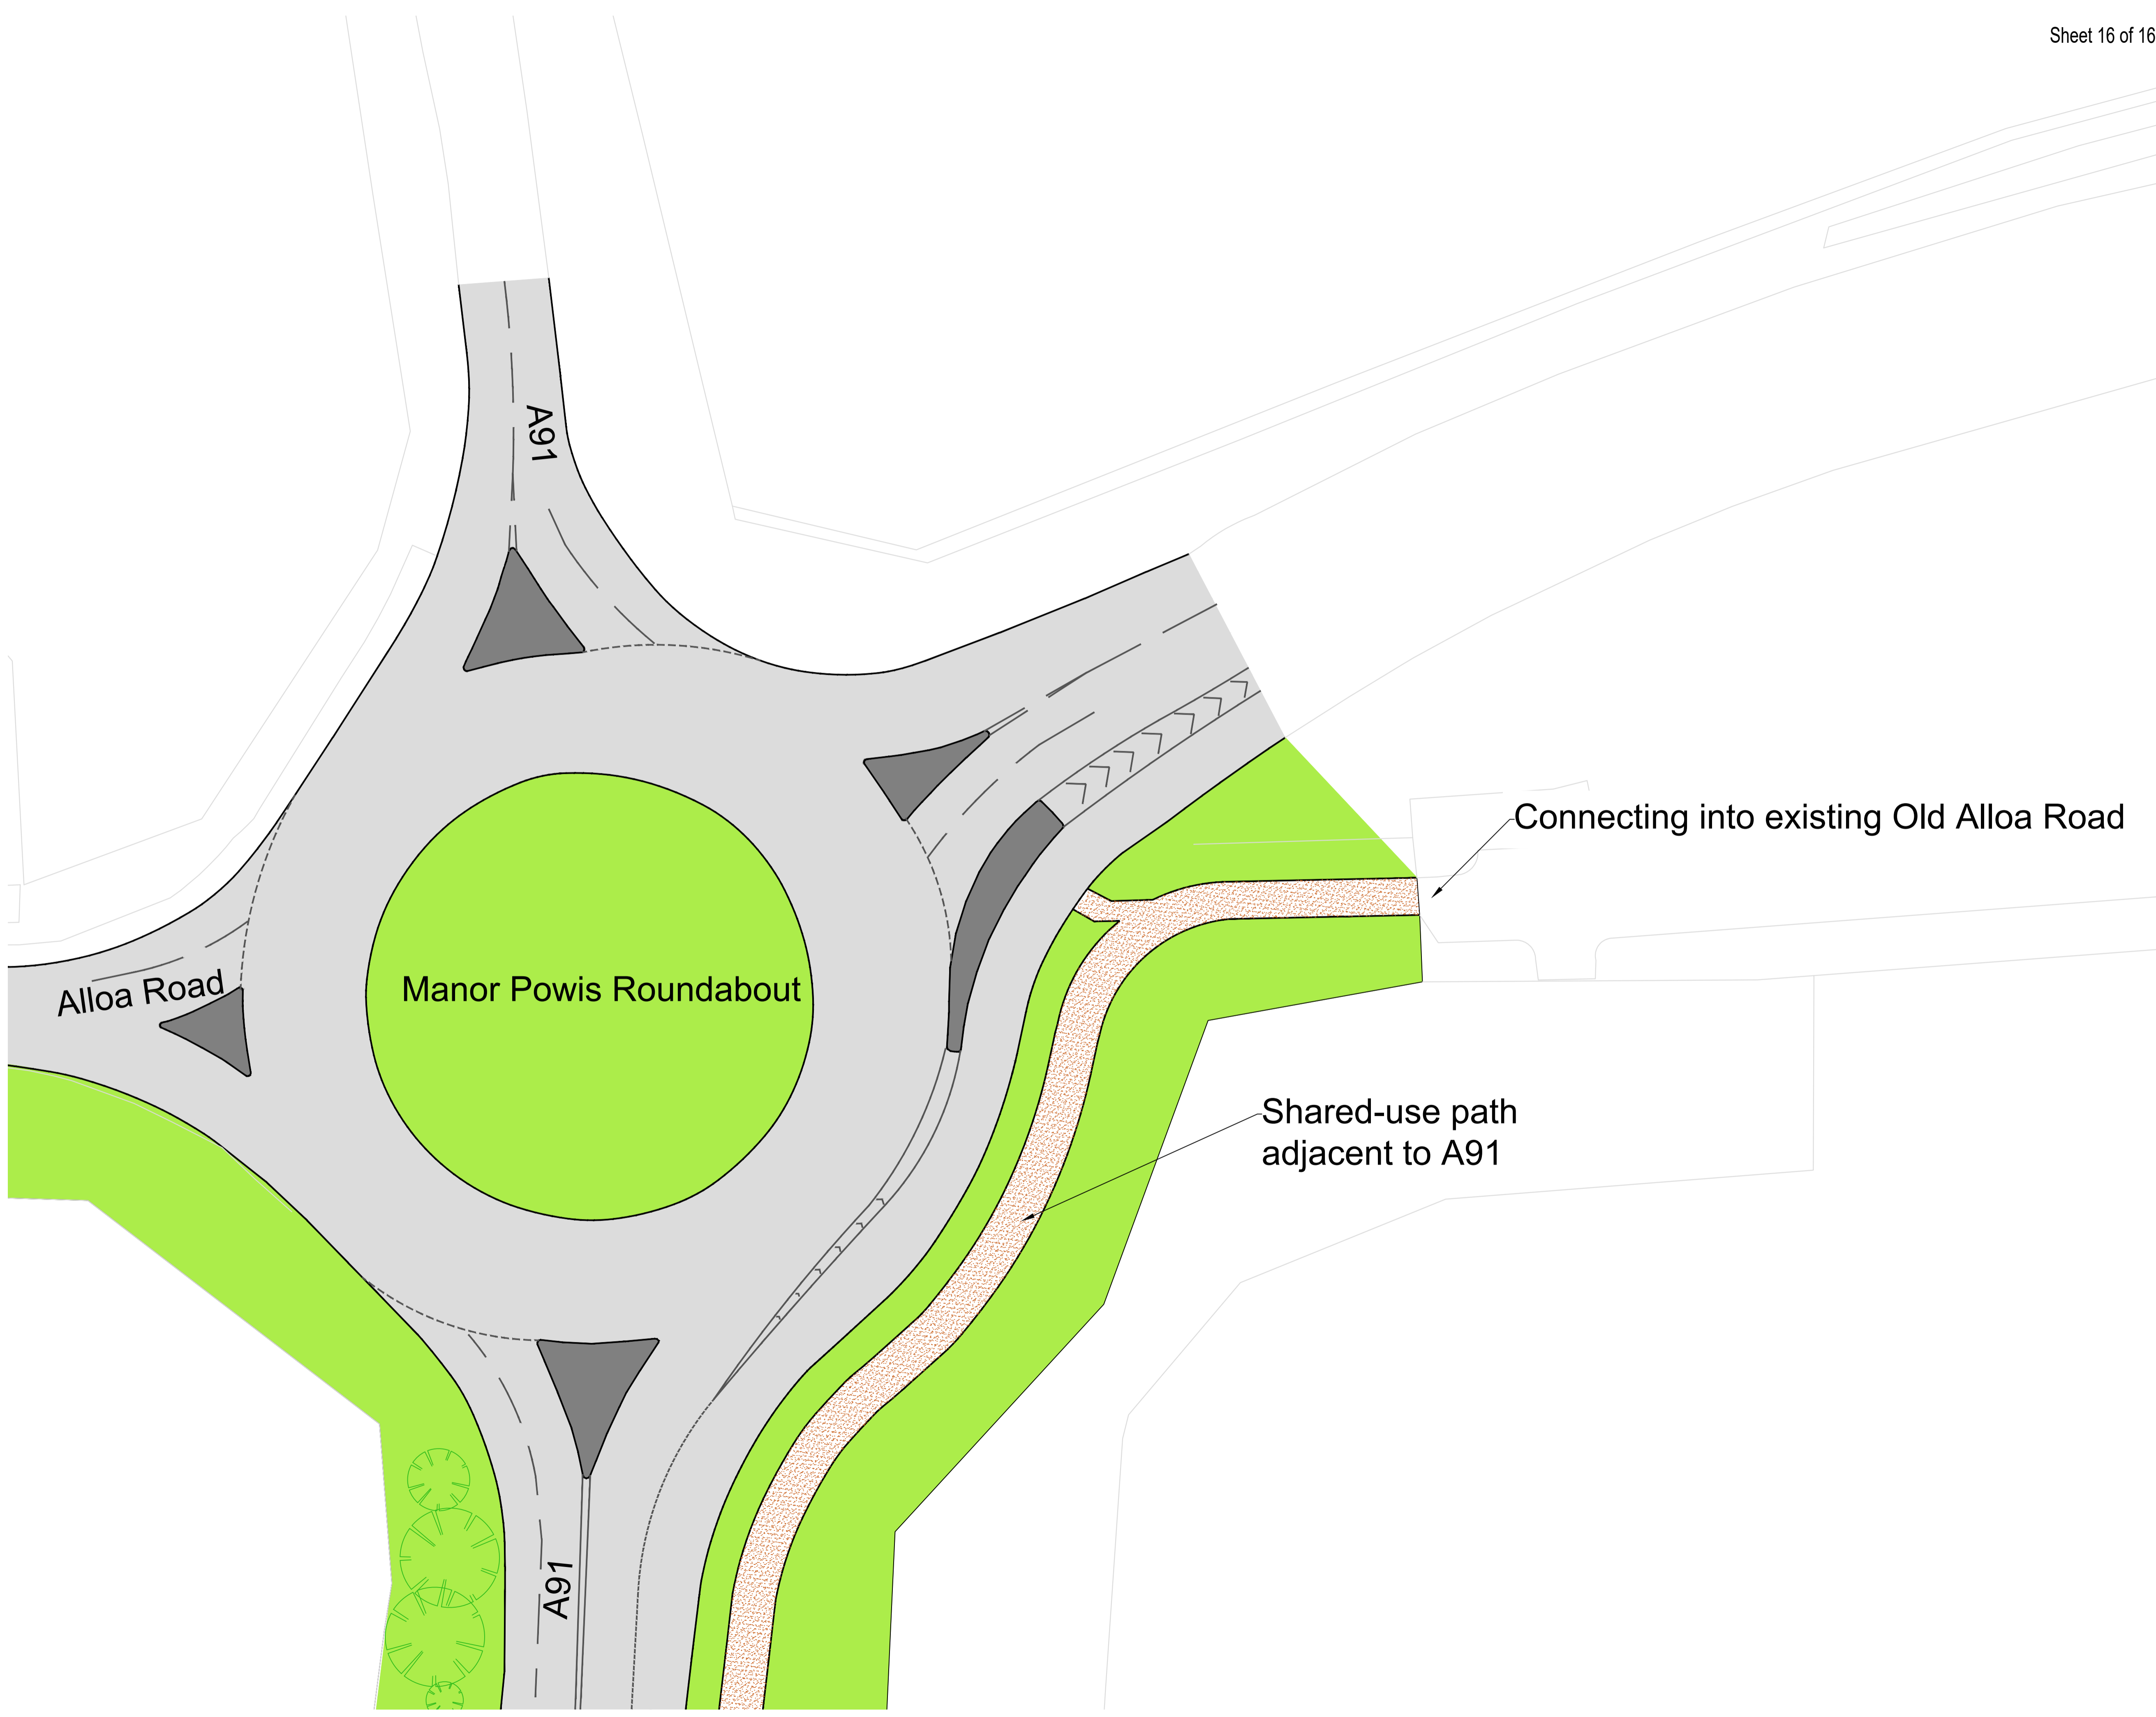 Sheet 16 of 16
A91
Connecting into existing Old Alloa Road
Alloa Road
Manor Powis Roundabout
Shared-use path
adjacent to A91
A91